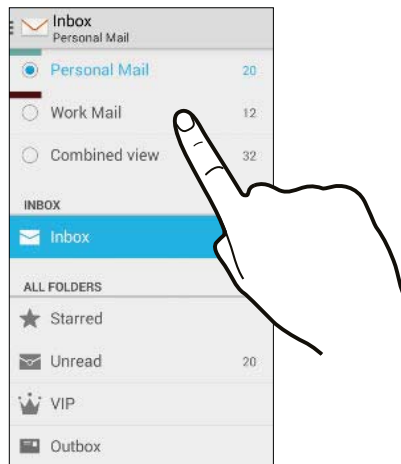 Inbox
Personal Mail
Personal Mail 20
Work Mail 12
Combined view 32
INBOX
Inbox
ALL FOLDERS
Starred
Unread 20
VIP
Outbox